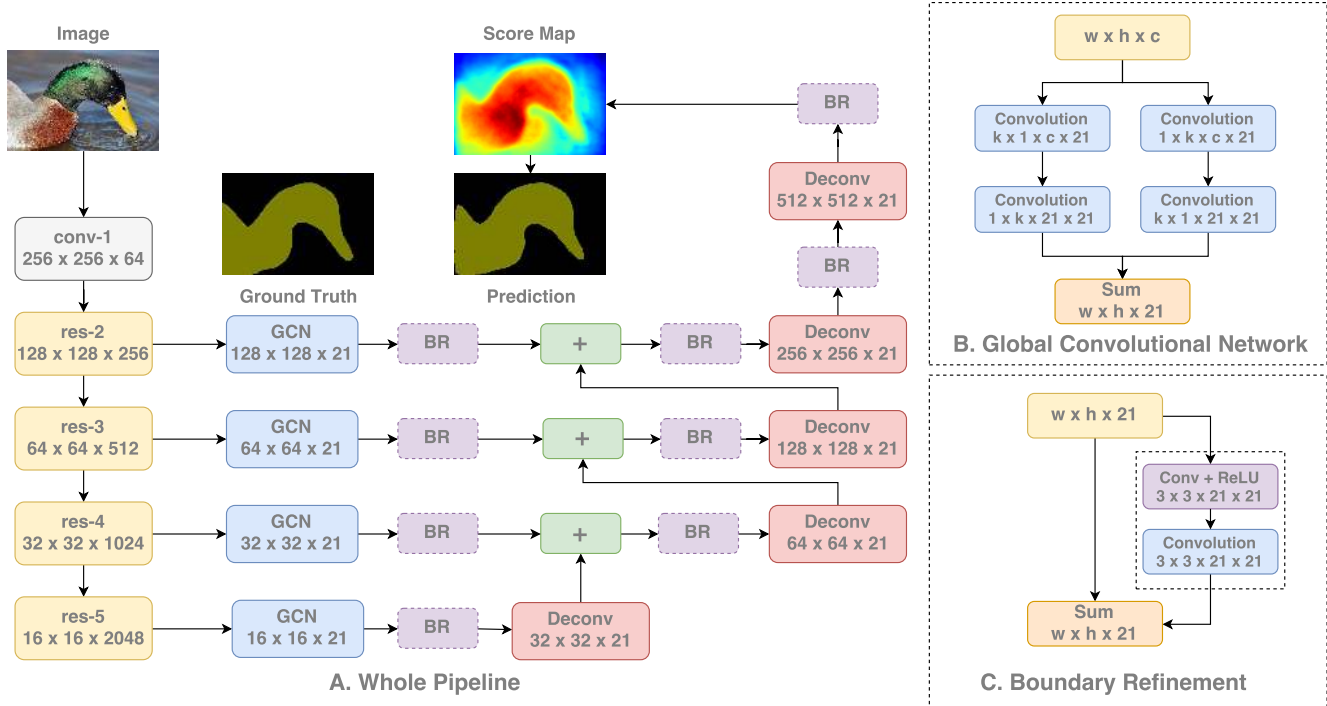 Image
Score Map
BR
Deconv
512 x 512 x 21
conv-1
256 x 256 x 64
BR
Ground Truth
Prediction
res-2
128 x 128 x 256
GCN
128 x 128 x 21
BR
+
BR
Deconv
256 x 256 x 21
res-3
64 x 64 x 512
GCN
64 x 64 x 21
BR
+
BR
Deconv
128 x 128 x 21
res-4
32 x 32 x 1024
GCN
32 x 32 x 21
BR
+
BR
Deconv
64 x 64 x 21
res-5
16 x 16 x 2048
GCN
16 x 16 x 21
BR
Deconv
32 x 32 x 21
A. Whole Pipeline
w x h x c
Convolution
k x 1 x c x 21
Convolution
1 x k x c x 21
Convolution
1 x k x 21 x 21
Convolution
k x 1 x 21 x 21
Sum
w x h x 21
B. Global Convolutional Network
w x h x 21
Conv + ReLU
3 x 3 x 21 x 21
Convolution
3 x 3 x 21 x 21
Sum
w x h x 21
C. Boundary Refinement